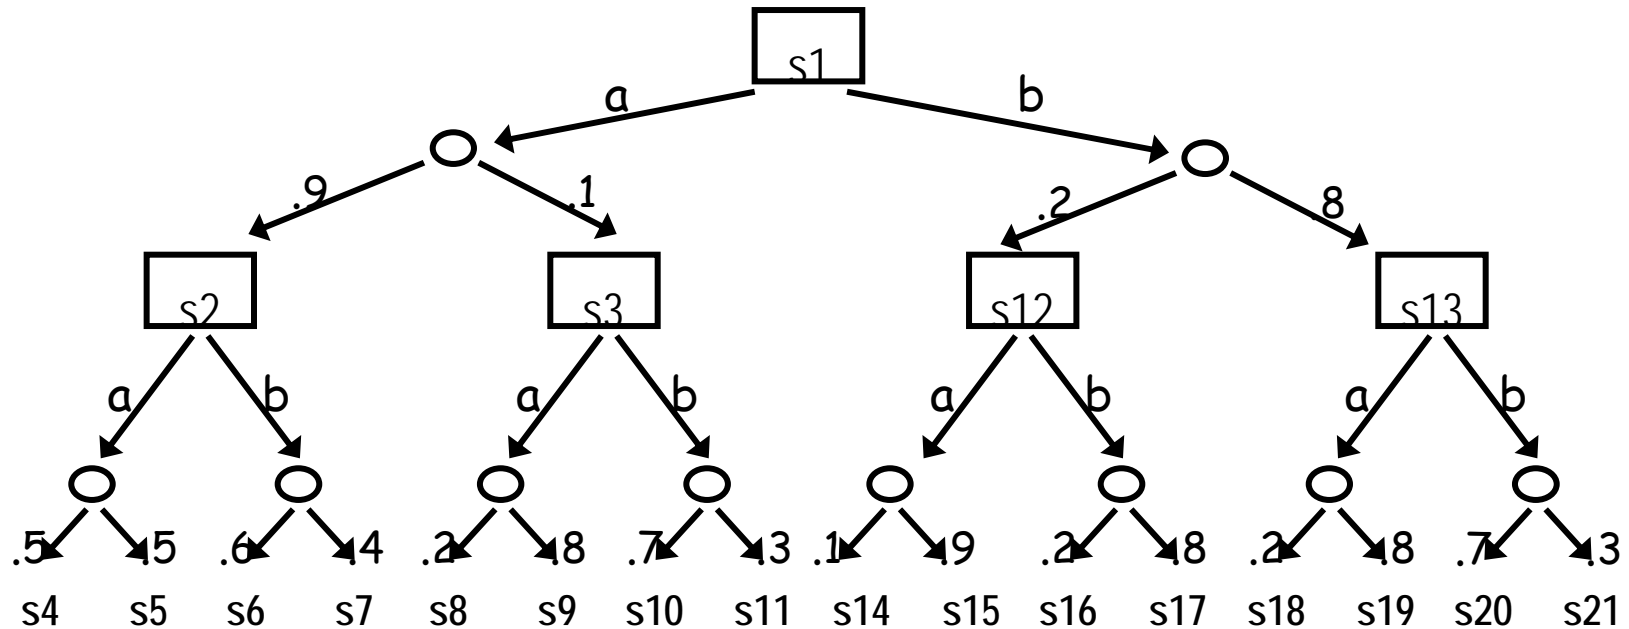 s1
a b
.9 .1 .2 .8
s2 s3 s12 s13
a b a b a b a b
.5 .5 .6 .4 .2 .8 .7 .3 .1 .9 .2 .8 .2 .8 .7 .3
s4 s5 s6 s7 s8 s9 s10 s11 s14 s15 s16 s17 s18 s19 s20 s21